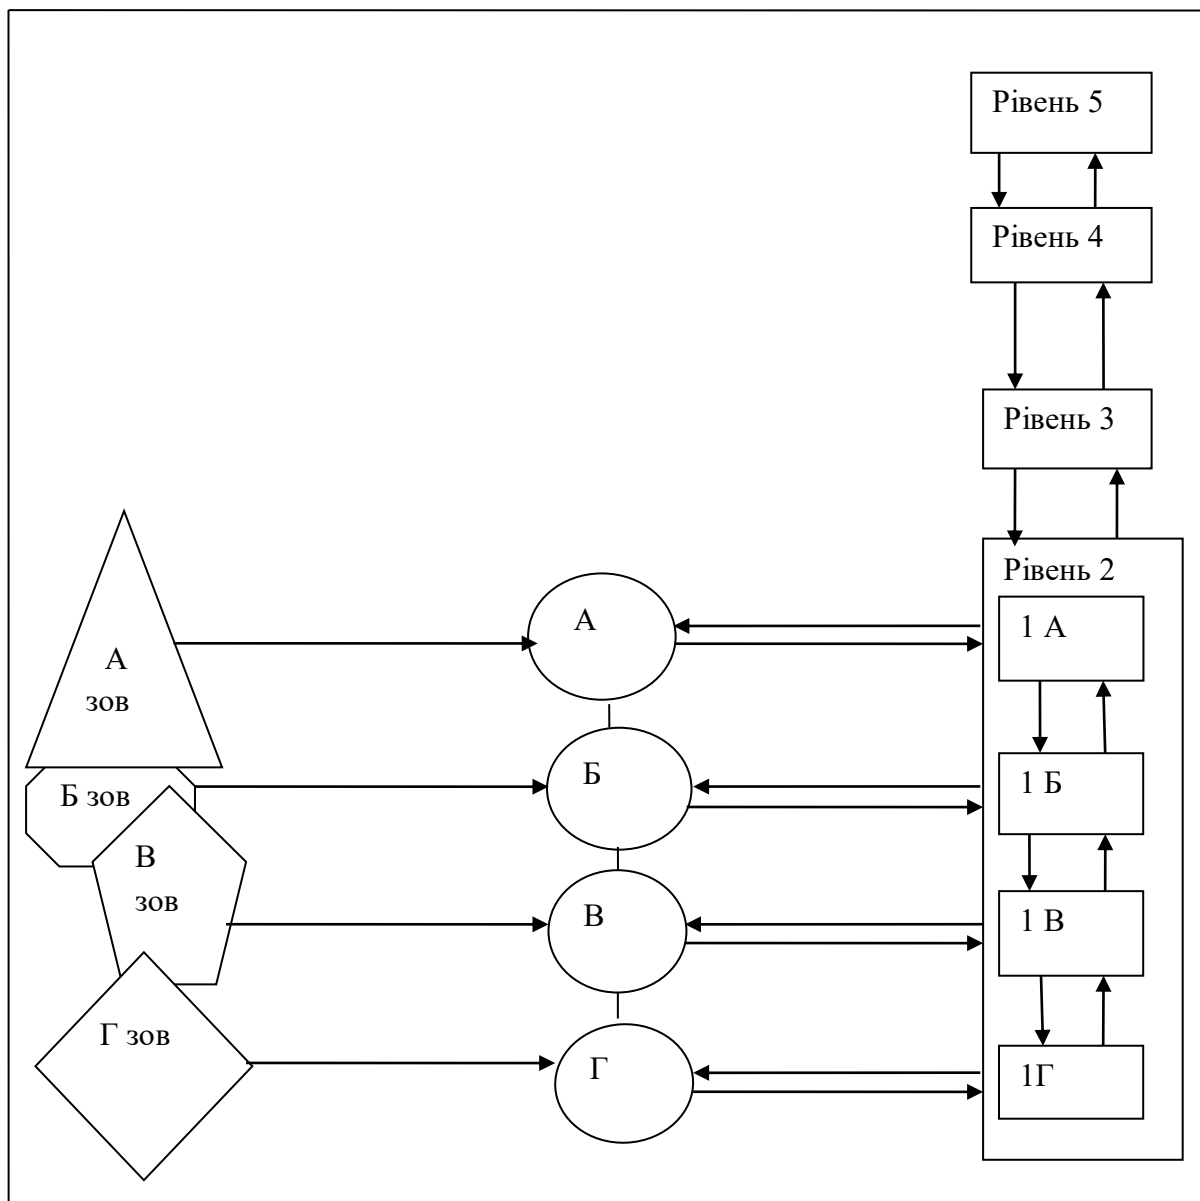 Рівень 5
Рівень 4
Рівень 3
Рівень 2
А
зов
А
1 А
Б зов
Б
1 Б
В
зов
В
1 В
Г зов
Г
1Г